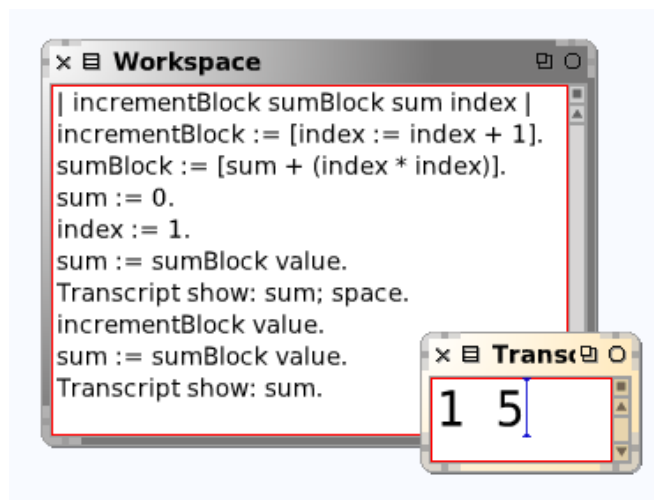 Workspace
| incrementBlock sumBlock sum index |
incrementBlock := [index := index + 1].
sumBlock := [sum + (index * index)].
sum := 0.
index := 1.
sum := sumBlock value.
Transcript show: sum; space.
incrementBlock value.
sum := sumBlock value.
Transcript show: sum.
Transc
1 5